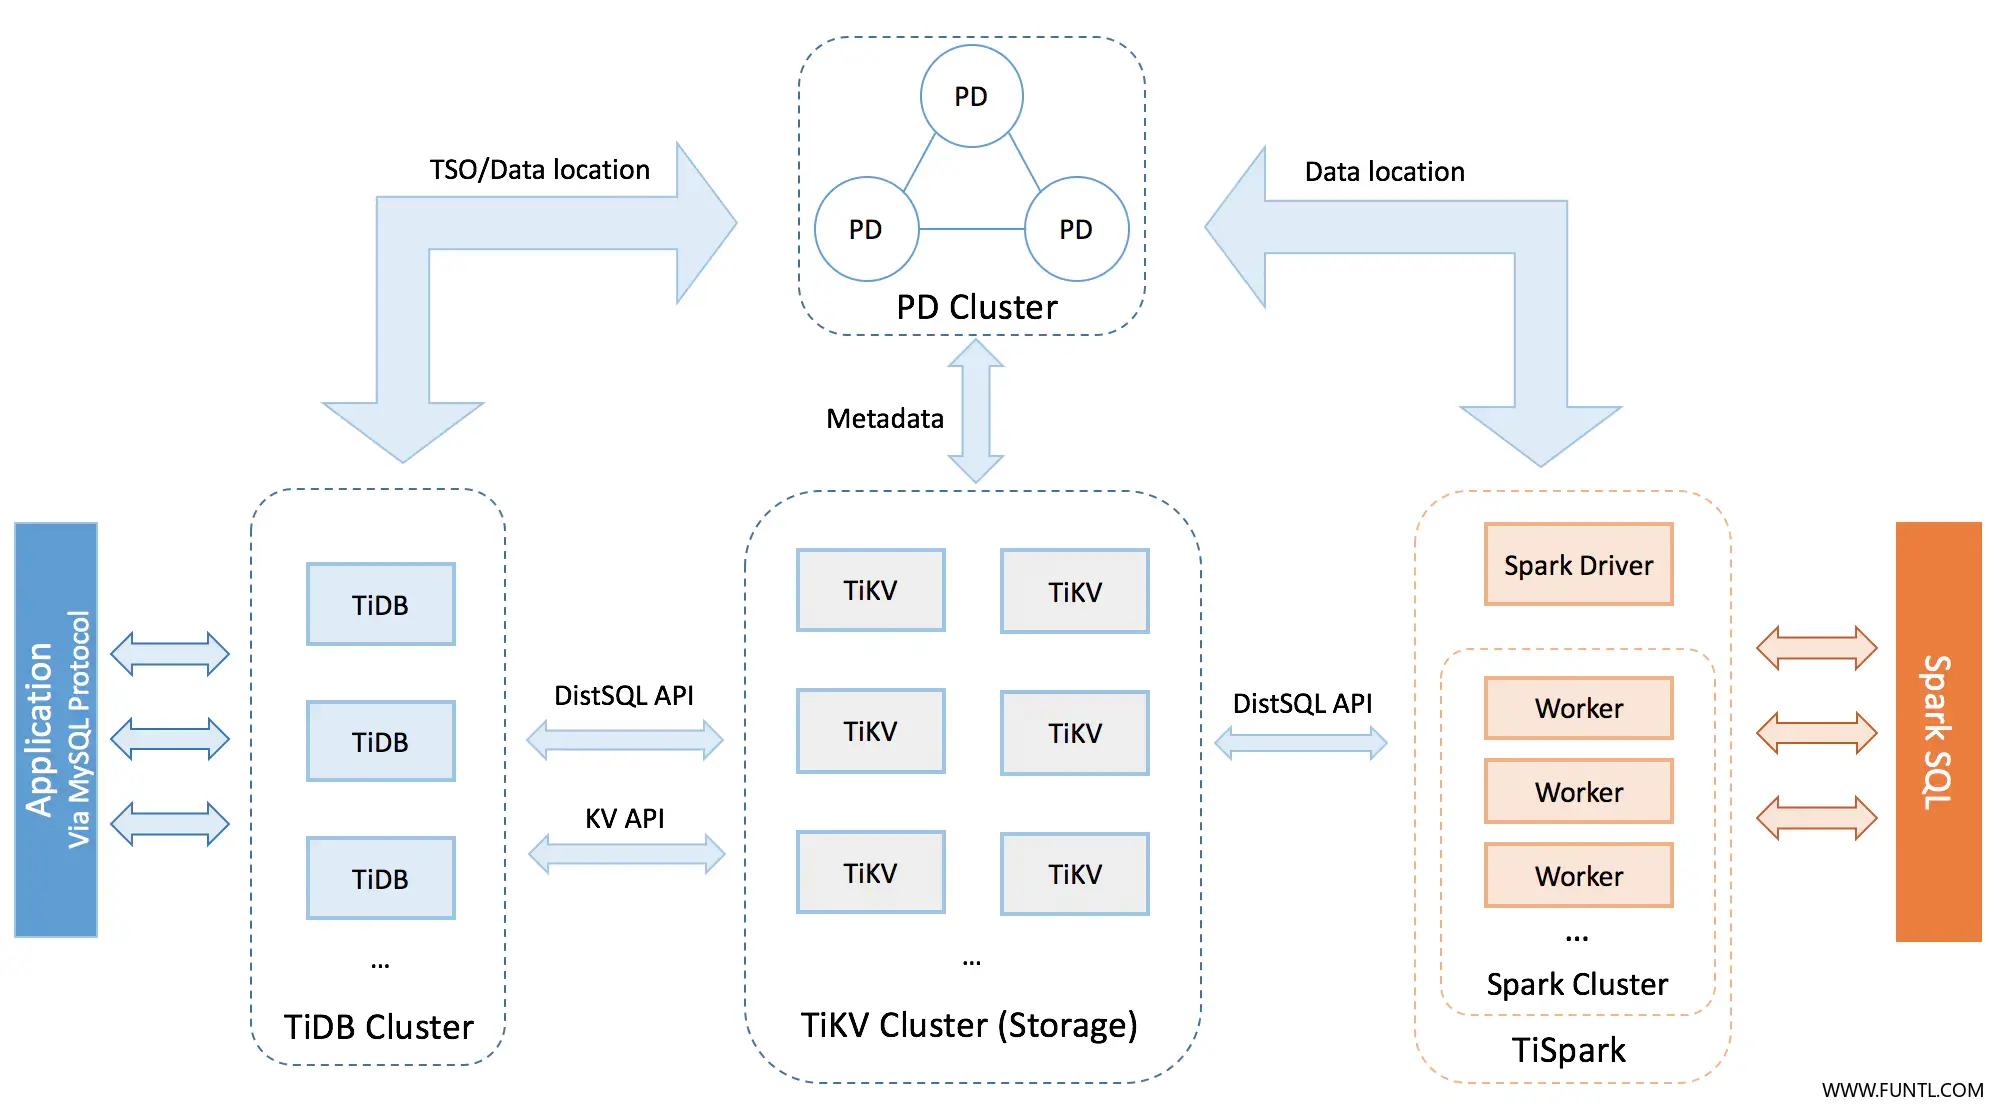 PD
TSO/Data location
Data location
PD
PD
PD Cluster
Metadata
Application
Via MySQL Protocol
TiDB
TiDB
TiDB
...
TiDB Cluster
DistSQL API
KV API
TiKV
TiKV
TiKV
TiKV
TiKV
TiKV
...
TiKV Cluster (Storage)
DistSQL API
Spark Driver
Worker
Worker
Worker
...
Spark Cluster
TiSpark
Spark SQL
WWW.FUNTL.COM